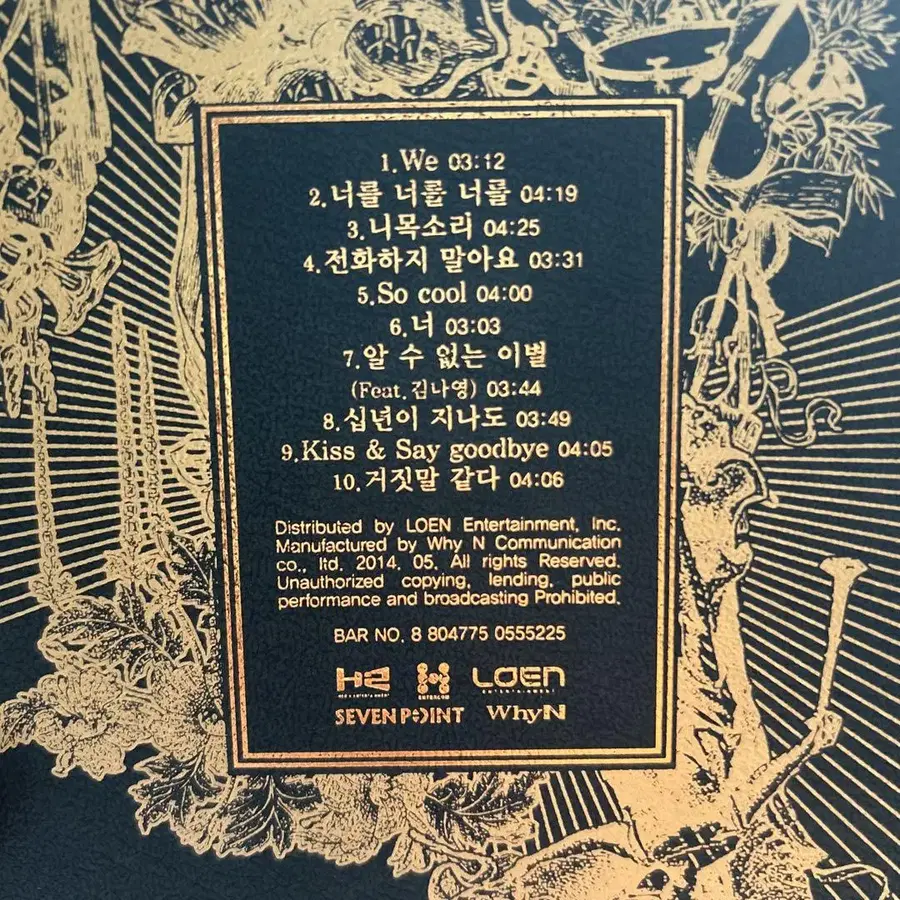 1.We 03:12
2.너를 너를 너를 04:19
3.니목소리 04:25
4.전화하지 말아요 03:31
5.So cool 04:00
6.너 03:03
7.알 수 없는 이별
(Feat.김나영) 03:44
8.십년이 지나도 03:49
9.Kiss & Say goodbye 04:05
10.거짓말 같다 04:06
Distributed by LOEN Entertainment, Inc.
Manufactured by Why N Communication
co., ltd. 2014. 05. All rights Reserved.
Unauthorized copying, lending, public
performance and broadcasting Prohibited.
BAR NO. 8 804775 0555225
LOEN
ENTERTAINMENT
SEVEN POINT WhyN